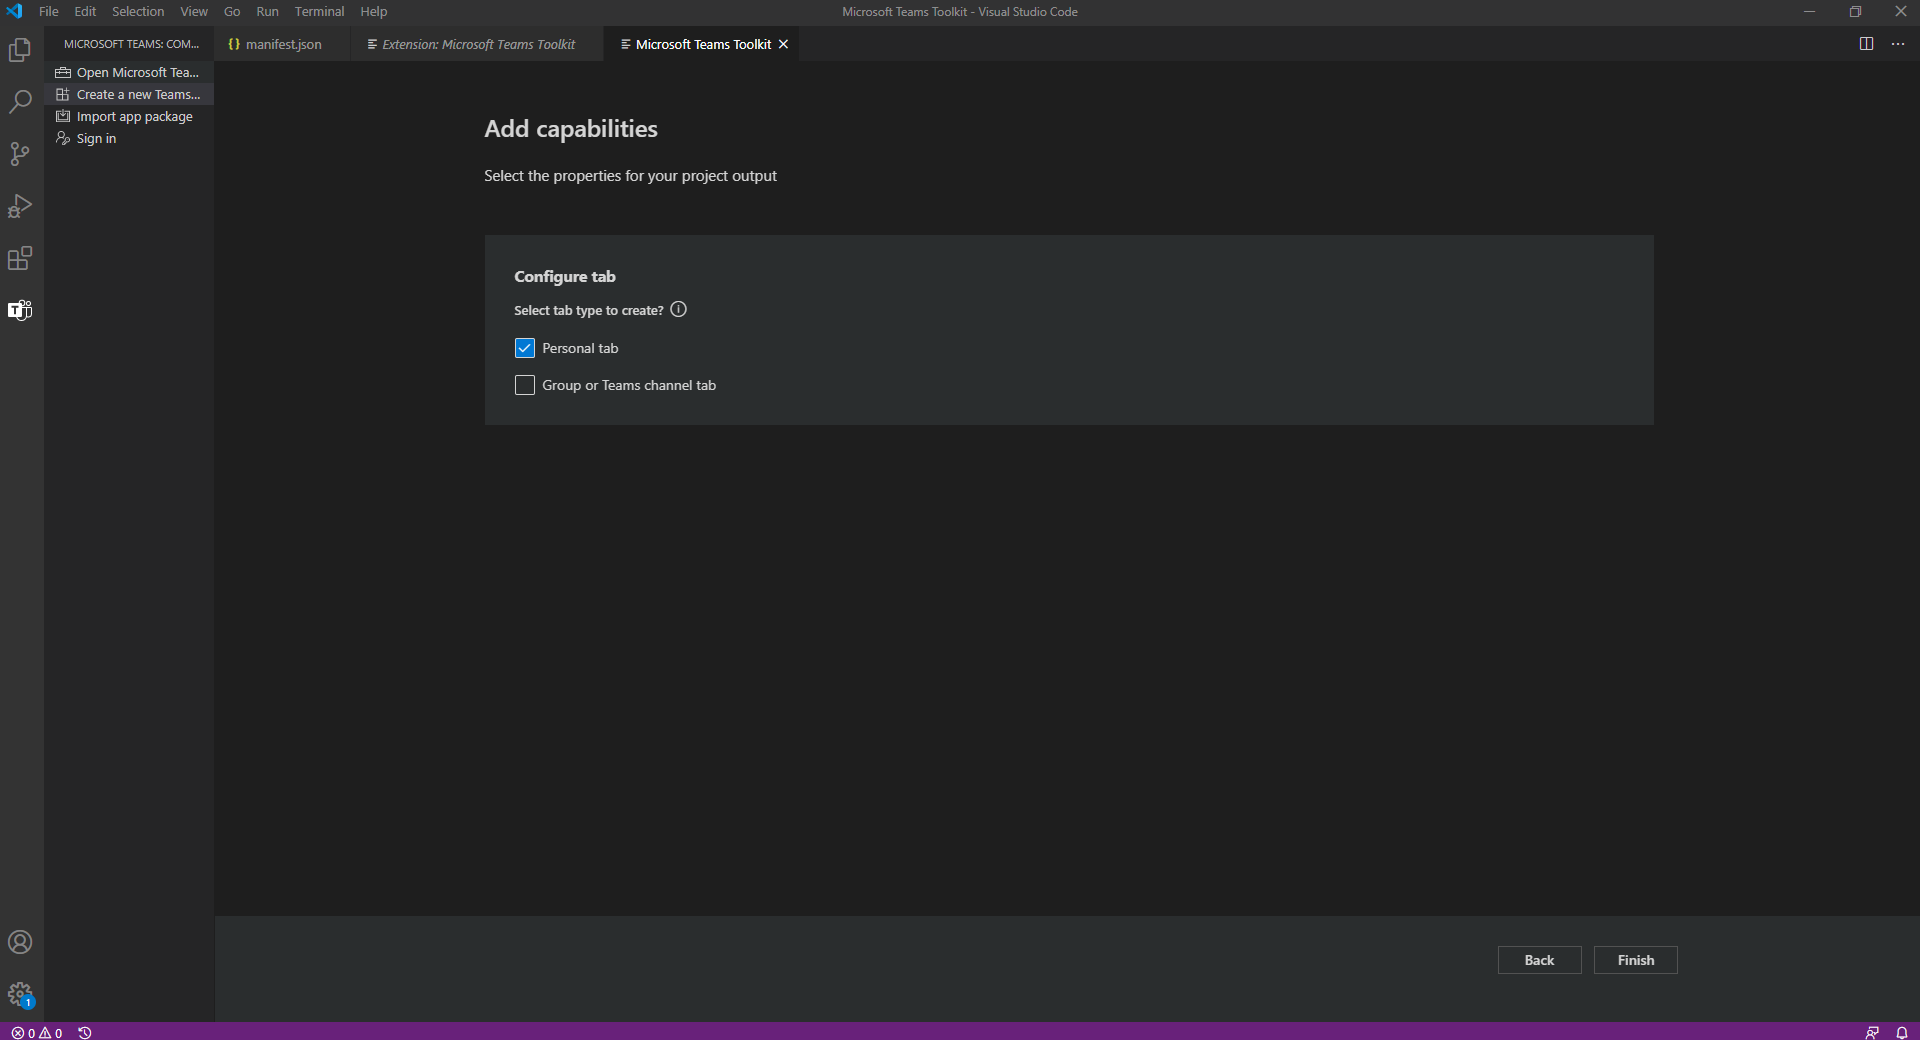 File Edit Selection View Go Run Terminal Help
Microsoft Teams Toolkit - Visual Studio Code
MICROSOFT TEAMS: COM...
{} manifest.json
Extension: Microsoft Teams Toolkit
Microsoft Teams Toolkit
Open Microsoft Tea...
Create a new Teams...
Import app package
Sign in
Add capabilities
Select the properties for your project output
Configure tab
Select tab type to create?
Personal tab
Group or Teams channel tab
T
Back
Finish
1
0 0